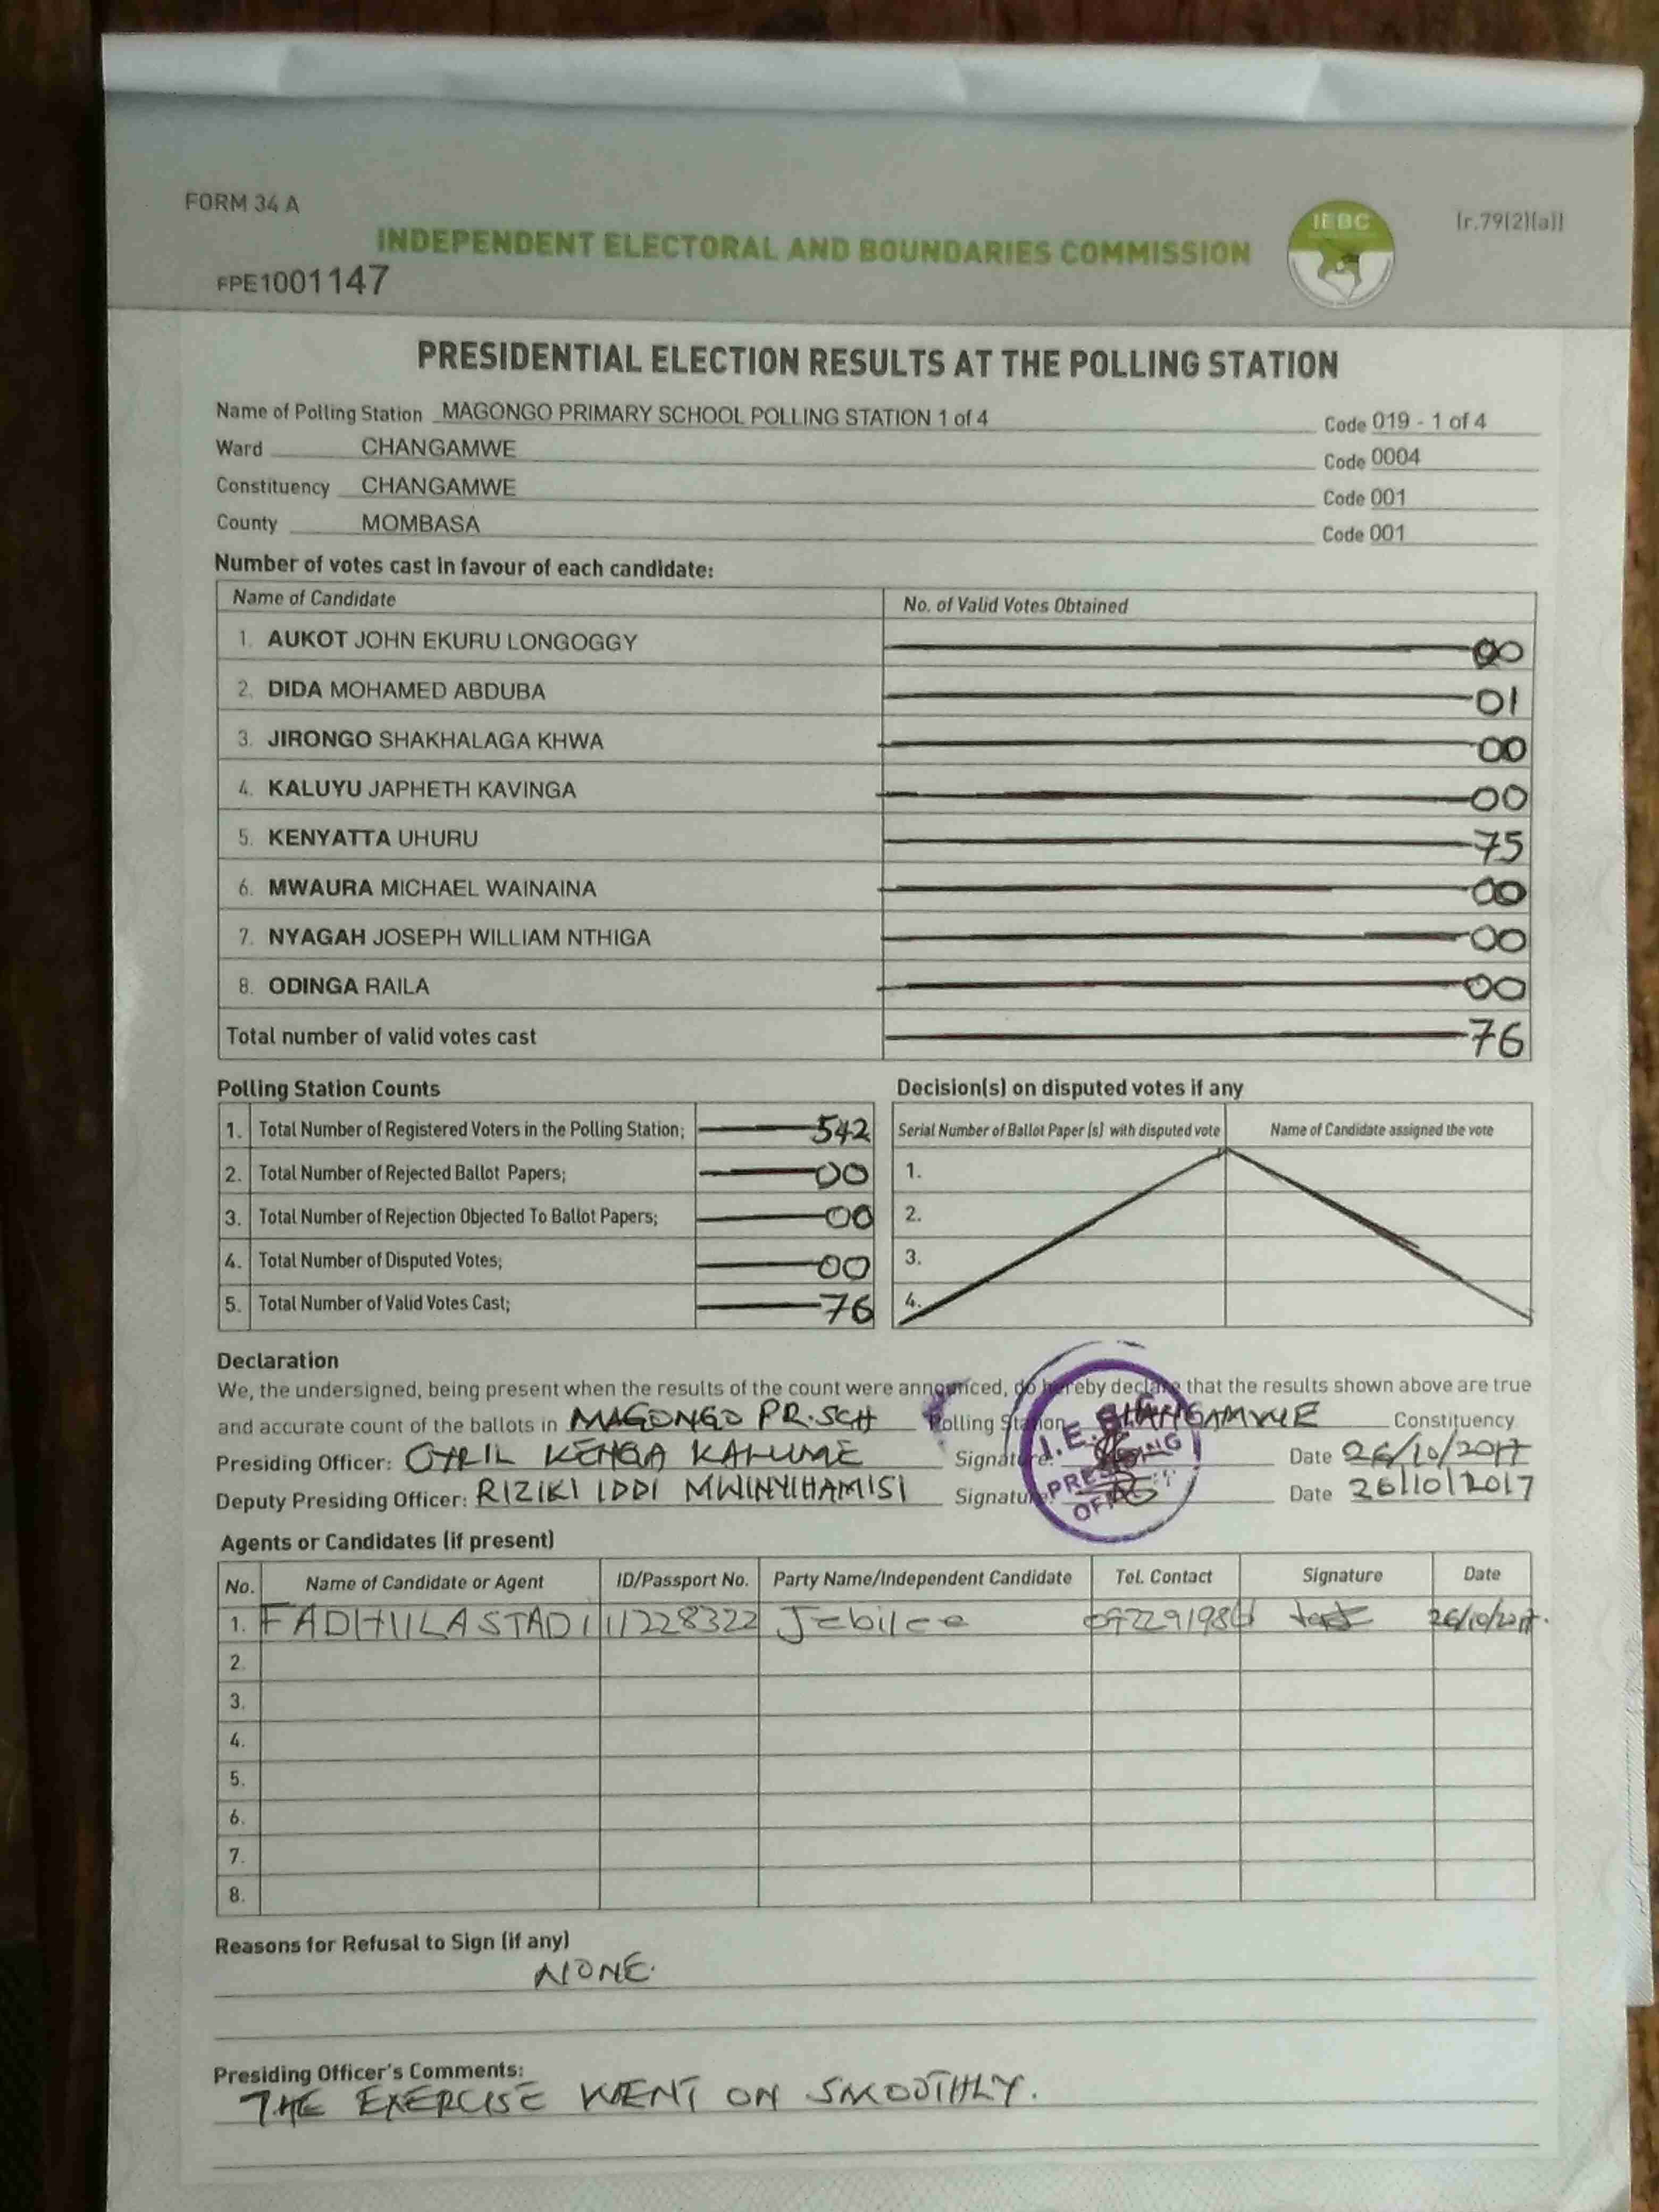 FORM 34 A
IEBC
[r.79(2)(a)]
INDEPENDENT ELECTORAL AND BOUNDARIES COMMISSION
FPE1001147
PRESIDENTIAL ELECTION RESULTS AT THE POLLING STATION
Name of Polling Station MAGONGO PRIMARY SCHOOL POLLING STATION 1 of 4 Code 019 - 1 of 4
Ward CHANGAMWE Code 0004
Constituency CHANGAMWE Code 001
County MOMBASA Code 001
Number of votes cast in favour of each candidate:
Name of Candidate No. of Valid Votes Obtained
1. AUKOT JOHN EKURU LONGOGGY 00
2. DIDA MOHAMED ABDUBA 01
3. JIRONGO SHAKHALAGA KHWA 00
4. KALUYU JAPHETH KAVINGA 00
5. KENYATTA UHURU 75
6. MWAURA MICHAEL WAINAINA 00
7. NYAGAH JOSEPH WILLIAM NTHIGA 00
8. ODINGA RAILA 00
Total number of valid votes cast 76
Polling Station Counts
1. Total Number of Registered Voters in the Polling Station; 542
2. Total Number of Rejected Ballot Papers; 00
3. Total Number of Rejection Objected To Ballot Papers; 00
4. Total Number of Disputed Votes; 00
5. Total Number of Valid Votes Cast; 76
Decision(s) on disputed votes if any
Serial Number of Ballot Paper (s) with disputed vote Name of Candidate assigned the vote
1.
2.
3.
4.
Declaration
We, the undersigned, being present when the results of the count were announced, do hereby declare that the results shown above are true
and accurate count of the ballots in MAGONGO PR.SCH Polling Station CHANGAMWE Constituency
Presiding Officer: CYRIL KENGA KALUME Signature: Date 26/10/2017
Deputy Presiding Officer: RIZIKI IDDI MWINYIHAMISI Signature: Date 26/10/2017
I.E.B.C
PRESIDING
OFFICER
Agents or Candidates (if present)
No. Name of Candidate or Agent ID/Passport No. Party Name/Independent Candidate Tel. Contact Signature Date
1. FADHILA STADI 11228322 26/10/2017.
2.
3.
4.
5.
6.
7.
8.
Reasons for Refusal to Sign (if any)
NONE.
Presiding Officer's Comments:
THE EXERCISE WENT ON SMOOTHLY.